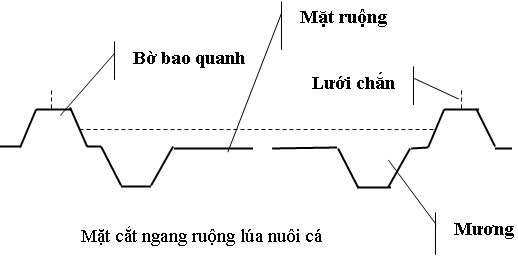 Mặt ruộng
Bờ bao quanh
Lưới chắn
Mương
Mặt cắt ngang ruộng lúa nuôi cá